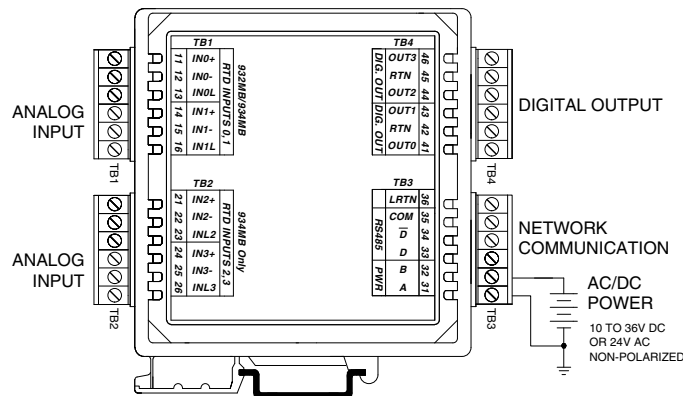 TB1
11 IN0+
12 IN0-
13 IN0L
14 IN1+
15 IN1-
16 IN1L
RTD INPUTS 0,1
932MB/934MB
TB4
DIG. OUT
DIG. OUT
OUT3 46
RTN 45
OUT2 44
OUT1 43
RTN 42
OUT0 41
ANALOG
INPUT
TB1
DIGITAL OUTPUT
TB4
TB2
21 IN2+
22 IN2-
23 INL2
24 IN3+
25 IN3-
26 INL3
RTD INPUTS 2,3
934MB Only
TB3
LRTN 36
RS485
COM 35
D̅ 34
D 33
PWR
B 32
A 31
ANALOG
INPUT
TB2
NETWORK
COMMUNICATION
TB3
AC/DC
POWER
10 TO 36V DC
OR 24V AC
NON-POLARIZED